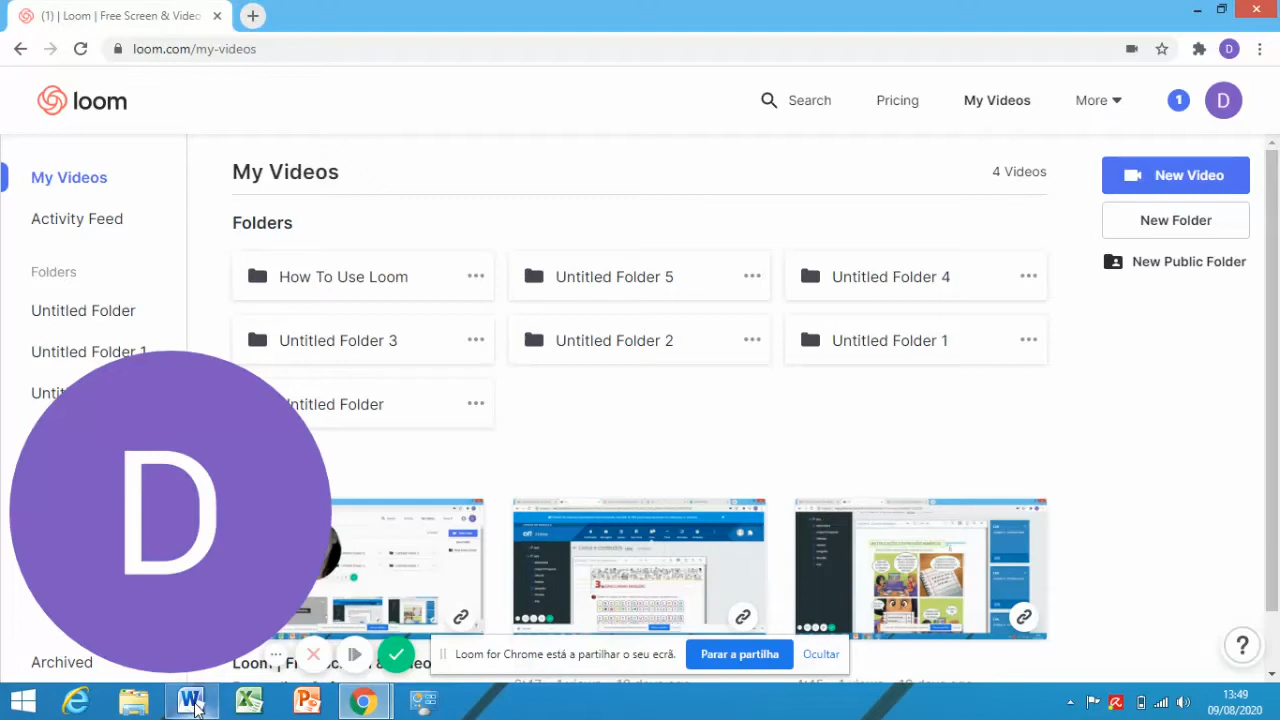 (1) | Loom | Free Screen & Video
loom.com/my-videos
D
loom
Search
Pricing
My Videos
More
1
D
My Videos
Activity Feed
Folders
Untitled Folder
Untitled Folder 1
Archived
My Videos
4 Videos
Folders
How To Use Loom
Untitled Folder 5
Untitled Folder 4
Untitled Folder 3
Untitled Folder 2
Untitled Folder 1
Untitled Folder
New Video
New Folder
New Public Folder
D
Loom for Chrome está a partilhar o seu ecrã.
Parar a partilha
Ocultar
?
13:49
09/08/2020